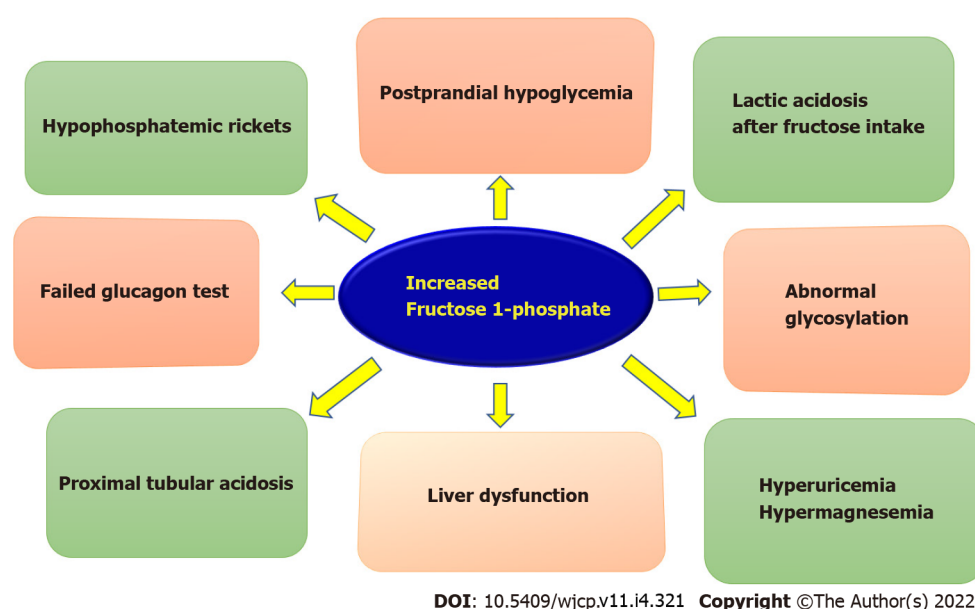 Postprandial hypoglycemia
Hypophosphatemic rickets
Lactic acidosis
after fructose intake
Failed glucagon test
Increased
Fructose 1-phosphate
Abnormal
glycosylation
Proximal tubular acidosis
Liver dysfunction
Hyperuricemia
Hypermagnesemia
DOI: 10.5409/wjcp.v11.i4.321 Copyright ©The Author(s) 2022